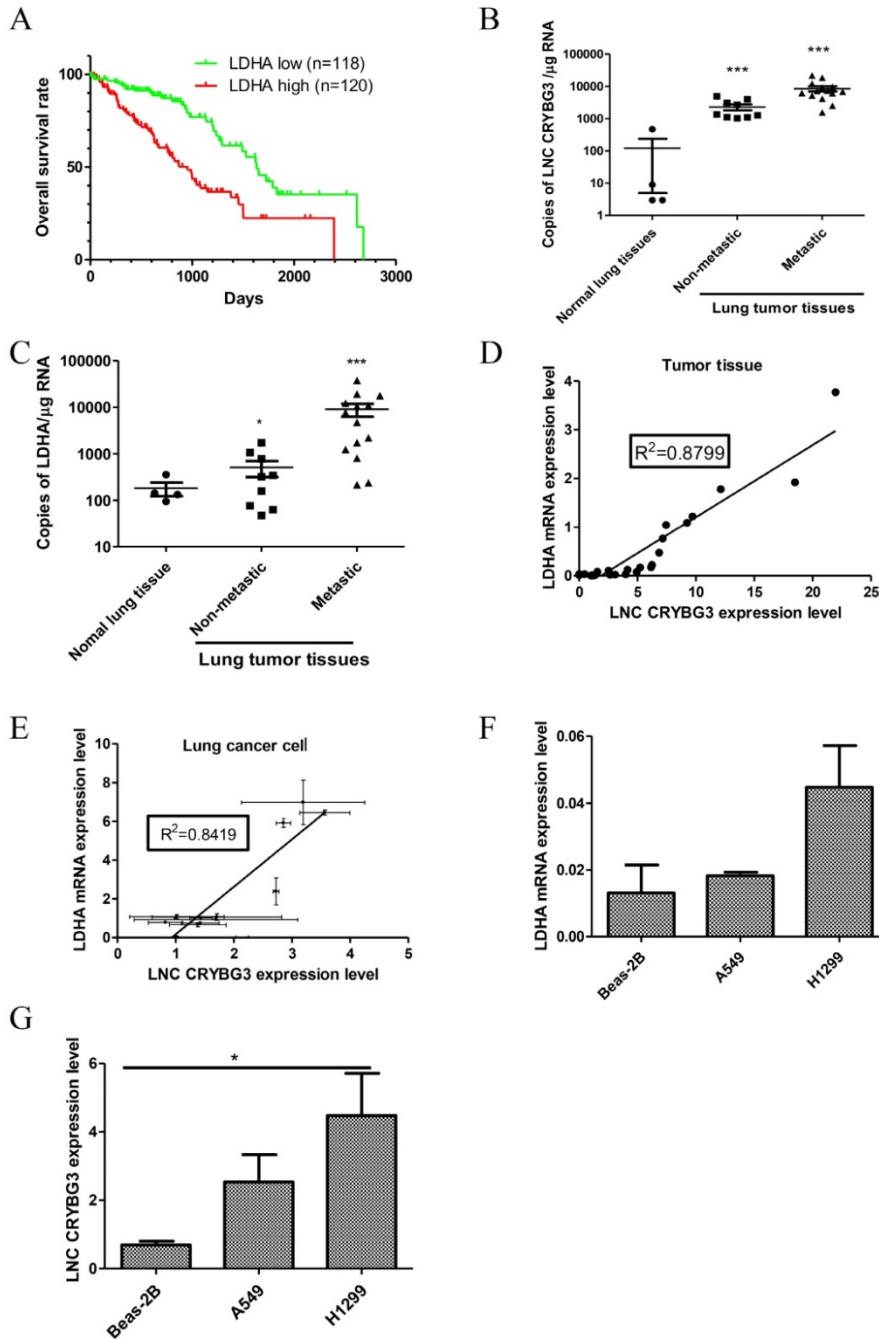 A
LDHA low (n=118)
LDHA high (n=120)
Overall survival rate
100
50
0
0
1000
2000
3000
Days
B
Copies of LNC CRYBG3 /μg RNA
100000
10000
1000
100
10
1
***
***
Normal lung tissues
Non-metastic
Metastic
Lung tumor tissues
C
Copies of LDHA/μg RNA
100000
10000
1000
100
10
*
***
Nomal lung tissue
Non-metastic
Metastic
Lung tumor tissues
D
Tumor tissue
LDHA mRNA expression level
4
3
2
1
0
R²=0.8799
0
5
10
15
20
25
LNC CRYBG3 expression level
E
Lung cancer cell
LDHA mRNA expression level
10
8
6
4
2
0
R²=0.8419
0
1
2
3
4
5
LNC CRYBG3 expression level
F
LDHA mRNA expression level
0.06
0.04
0.02
0.00
Beas-2B
A549
H1299
G
LNC CRYBG3 expression level
6
4
2
0
*
Beas-2B
A549
H1299